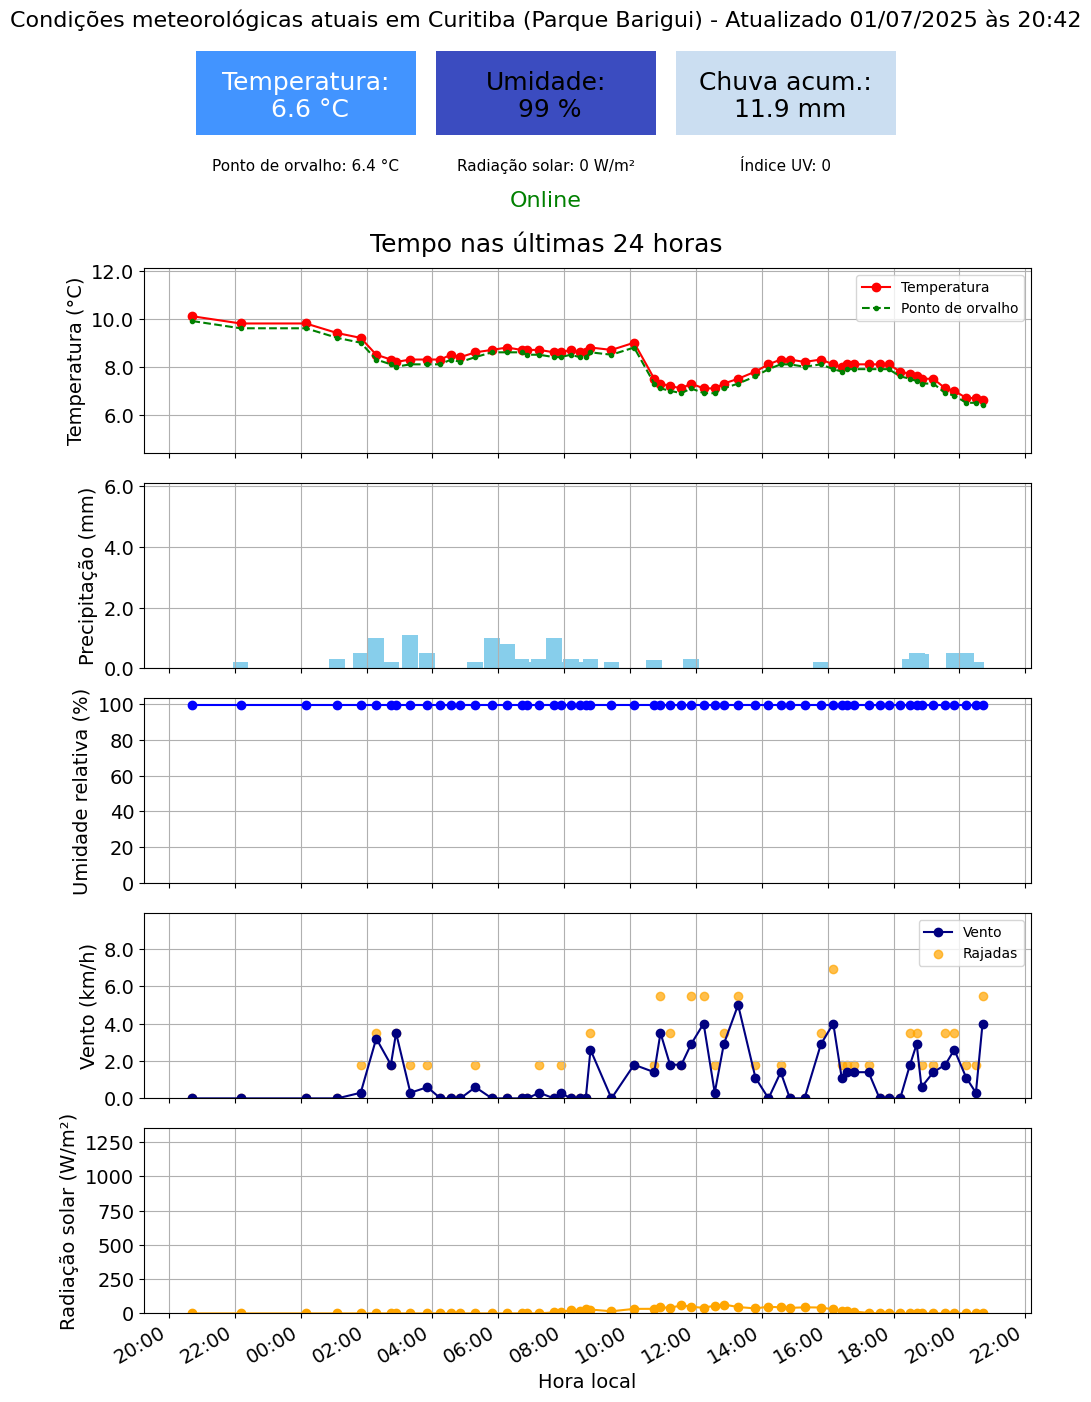 Condições meteorológicas atuais em Curitiba (Parque Barigui) - Atualizado 01/07/2025 às 20:42
Temperatura:
6.6 °C
Umidade:
99 %
Chuva acum.:
11.9 mm
Ponto de orvalho: 6.4 °C
Radiação solar: 0 W/m²
Índice UV: 0
Online
Tempo nas últimas 24 horas
Temperatura (°C)
12.0
10.0
8.0
6.0
Temperatura
Ponto de orvalho
Precipitação (mm)
6.0
4.0
2.0
0.0
Umidade relativa (%)
100
80
60
40
20
0
Vento (km/h)
8.0
6.0
4.0
2.0
0.0
Vento
Rajadas
Radiação solar (W/m²)
1250
1000
750
500
250
0
20:00
22:00
00:00
02:00
04:00
06:00
08:00
10:00
12:00
14:00
16:00
18:00
20:00
22:00
Hora local